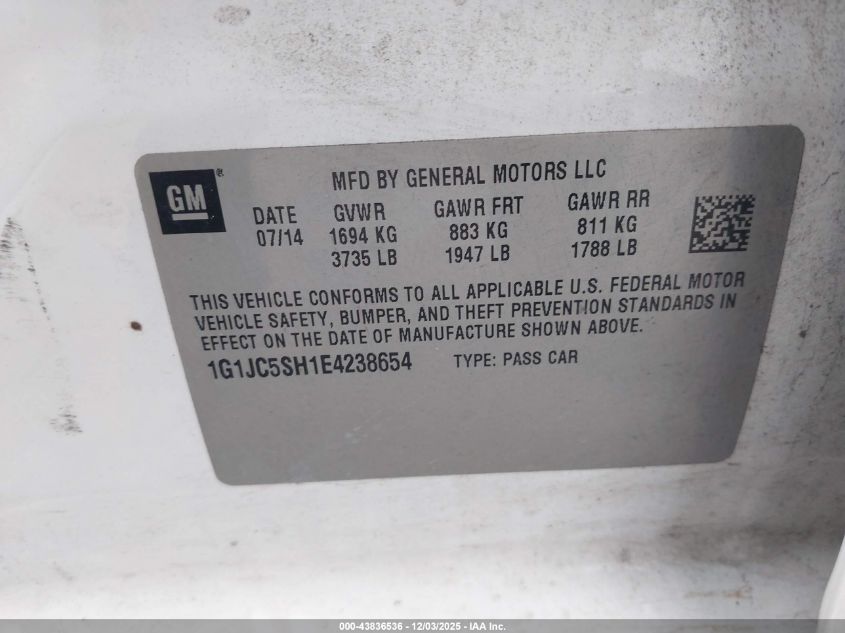 GM ®
MFD BY GENERAL MOTORS LLC
DATE GVWR GAWR FRT GAWR RR
07/14 1694 KG 883 KG 811 KG
3735 LB 1947 LB 1788 LB
THIS VEHICLE CONFORMS TO ALL APPLICABLE U.S. FEDERAL MOTOR
VEHICLE SAFETY, BUMPER, AND THEFT PREVENTION STANDARDS IN
EFFECT ON THE DATE OF MANUFACTURE SHOWN ABOVE.
1G1JC5SH1E4238654 TYPE: PASS CAR
000-43836536 - 12/03/2025 - IAA Inc.